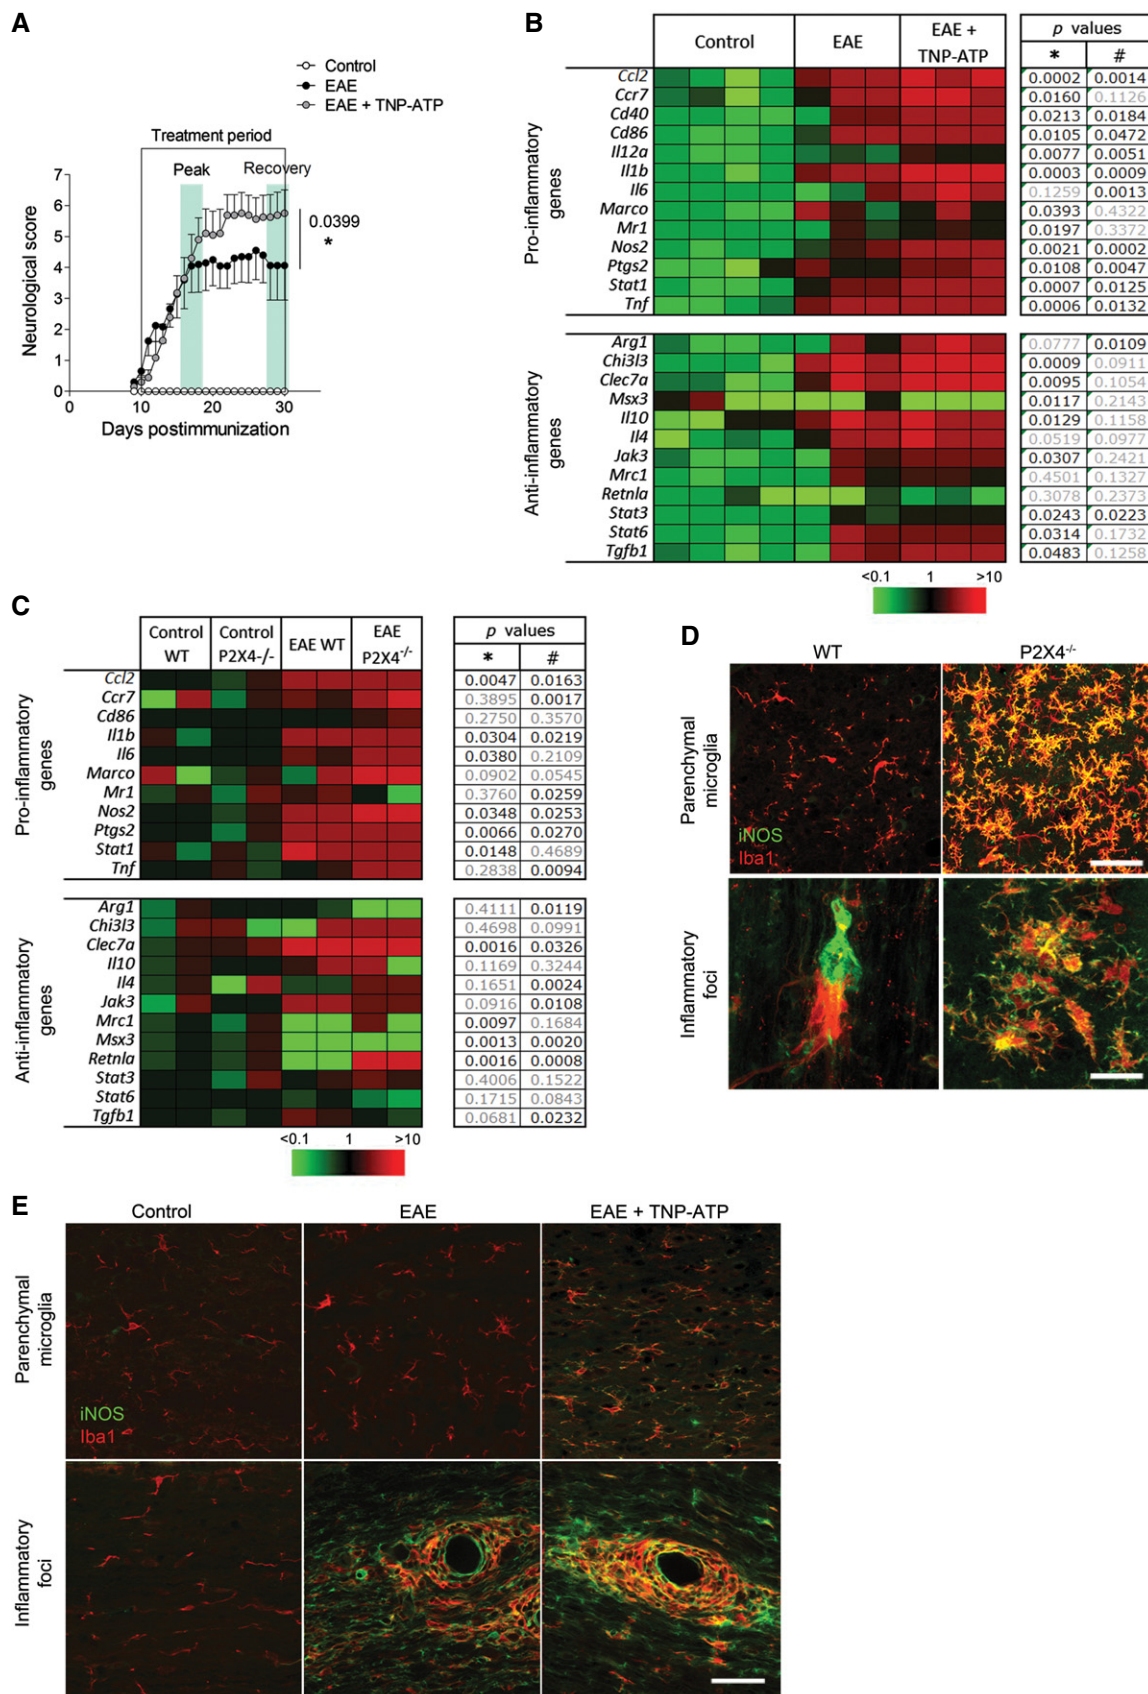 A
Control
EAE
EAE + TNP-ATP
Treatment period
Peak
Recovery
7
6
5
4
3
2
1
0
Neurological score
0.0399
*
0 10 20 30
Days postimmunization
B
Control EAE EAE + TNP-ATP
p values
* #
Pro-inflammatory genes
Ccl2 0.0002 0.0014
Ccr7 0.0160 0.1126
Cd40 0.0213 0.0184
Cd86 0.0105 0.0472
Il12a 0.0077 0.0051
Il1b 0.0003 0.0009
Il6 0.1259 0.0013
Marco 0.0393 0.4322
Mr1 0.0197 0.3372
Nos2 0.0021 0.0002
Ptgs2 0.0108 0.0047
Stat1 0.0007 0.0125
Tnf 0.0006 0.0132
Anti-inflammatory genes
Arg1 0.0777 0.0109
Chi3l3 0.0009 0.0911
Clec7a 0.0095 0.1054
Msx3 0.0117 0.2143
Il10 0.0129 0.1158
Il4 0.0519 0.0977
Jak3 0.0307 0.2421
Mrc1 0.4501 0.1327
Retnla 0.3078 0.2373
Stat3 0.0243 0.0223
Stat6 0.0314 0.1732
Tgfb1 0.0483 0.1258
<0.1 1 >10
C
Control WT Control P2X4-/- EAE WT EAE P2X4-/-
p values
* #
Pro-inflammatory genes
Ccl2 0.0047 0.0163
Ccr7 0.3895 0.0017
Cd86 0.2750 0.3570
Il1b 0.0304 0.0219
Il6 0.0380 0.2109
Marco 0.0902 0.0545
Mr1 0.3760 0.0259
Nos2 0.0348 0.0253
Ptgs2 0.0066 0.0270
Stat1 0.0148 0.4689
Tnf 0.2838 0.0094
Anti-inflammatory genes
Arg1 0.4111 0.0119
Chi3l3 0.4698 0.0991
Clec7a 0.0016 0.0326
Il10 0.1169 0.3244
Il4 0.1651 0.0024
Jak3 0.0916 0.0108
Mrc1 0.0097 0.1684
Msx3 0.0013 0.0020
Retnla 0.0016 0.0008
Stat3 0.4006 0.1522
Stat6 0.1715 0.0843
Tgfb1 0.0681 0.0232
<0.1 1 >10
D
WT P2X4-/-
Parenchymal microglia
iNOS
Iba1
Inflammatory foci
E
Control EAE EAE + TNP-ATP
Parenchymal microglia
iNOS
Iba1
Inflammatory foci